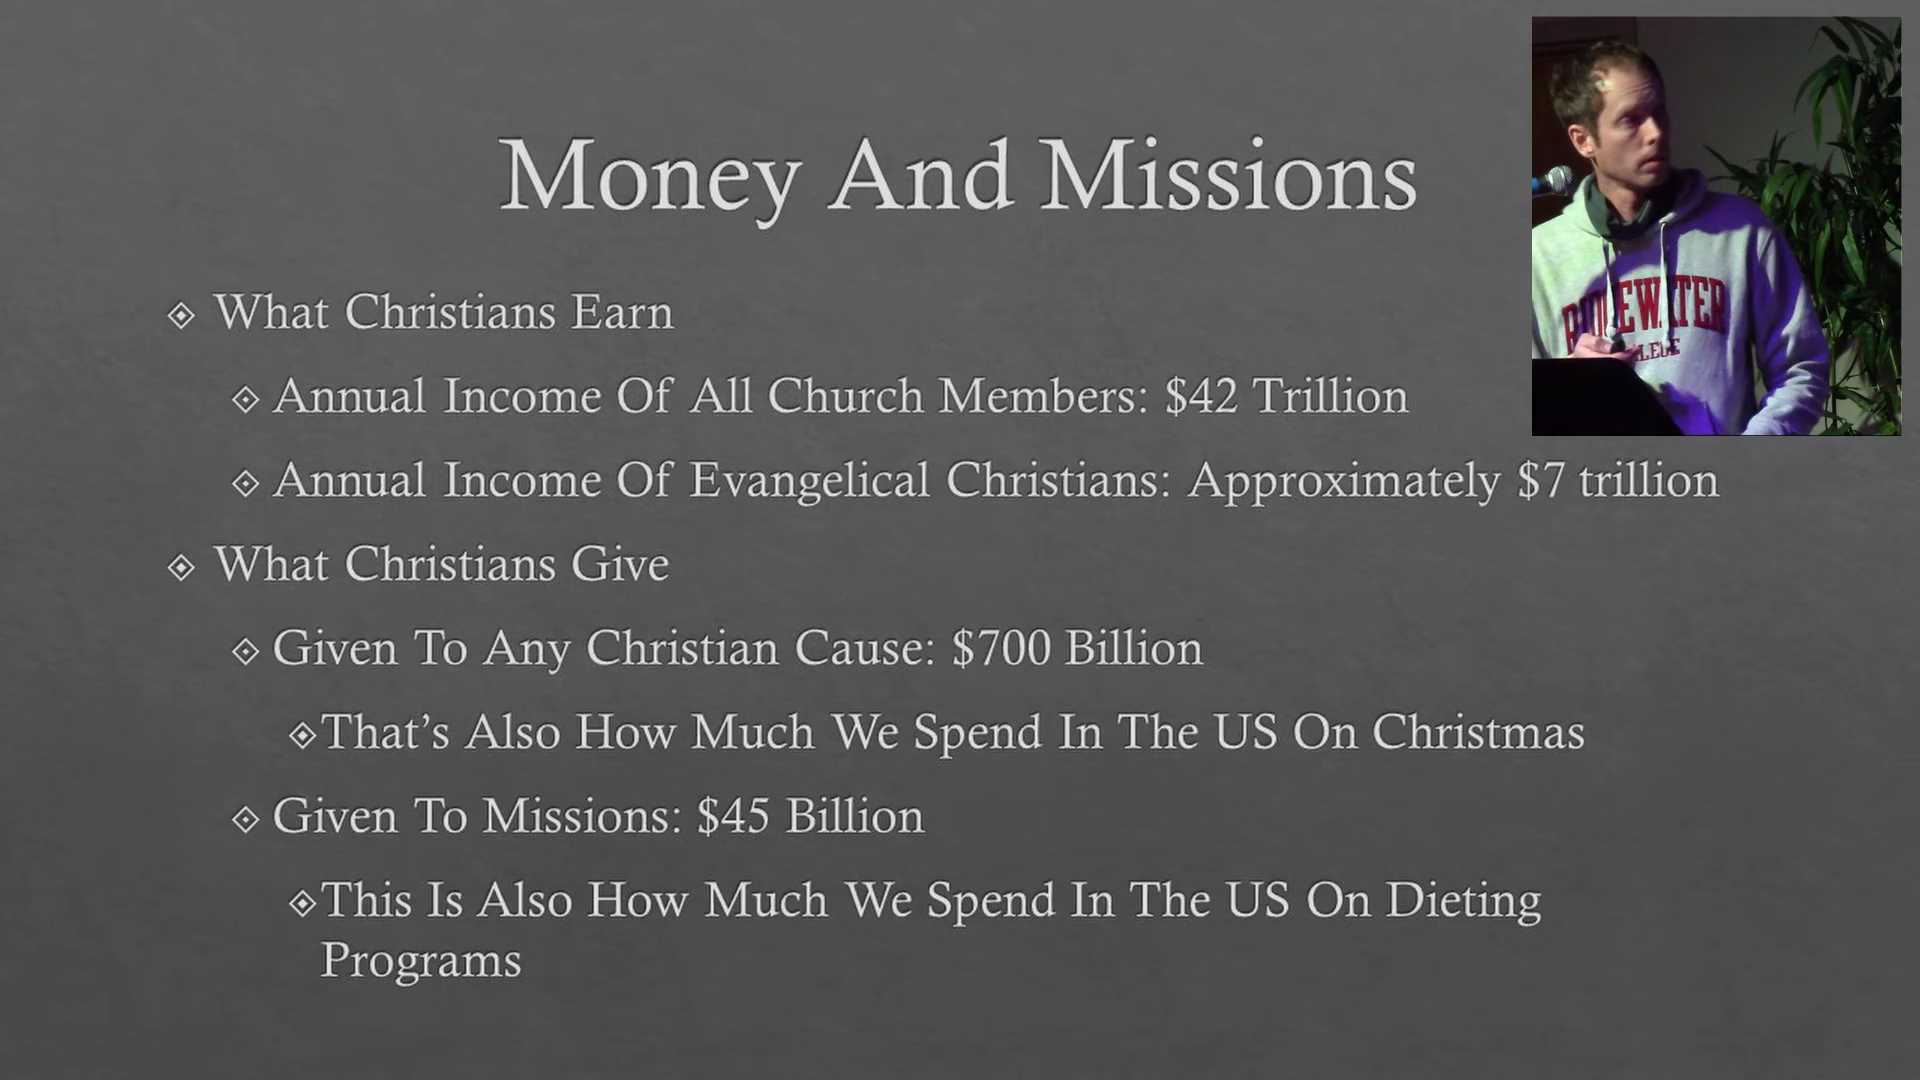 Money And Missions
What Christians Earn
Annual Income Of All Church Members: $42 Trillion
Annual Income Of Evangelical Christians: Approximately $7 trillion
What Christians Give
Given To Any Christian Cause: $700 Billion
That's Also How Much We Spend In The US On Christmas
Given To Missions: $45 Billion
This Is Also How Much We Spend In The US On Dieting
Programs